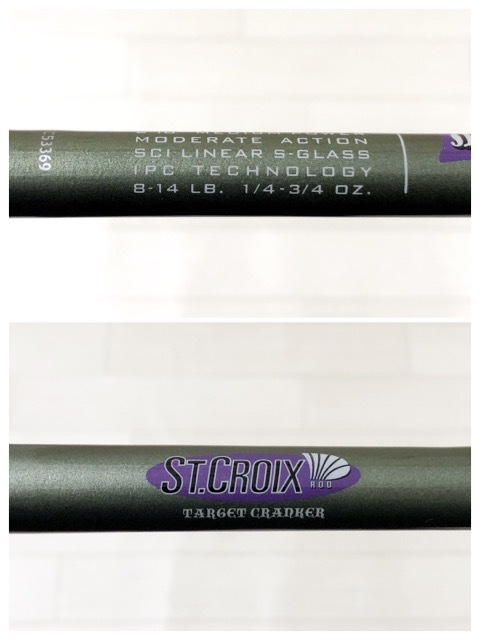 MODERATE ACTION
SCI LINEAR S-GLASS
IPC TECHNOLOGY
8-14 LB. 1/4-3/4 OZ.
53369
ST.CROIX
ROD
TARGET CRANKER